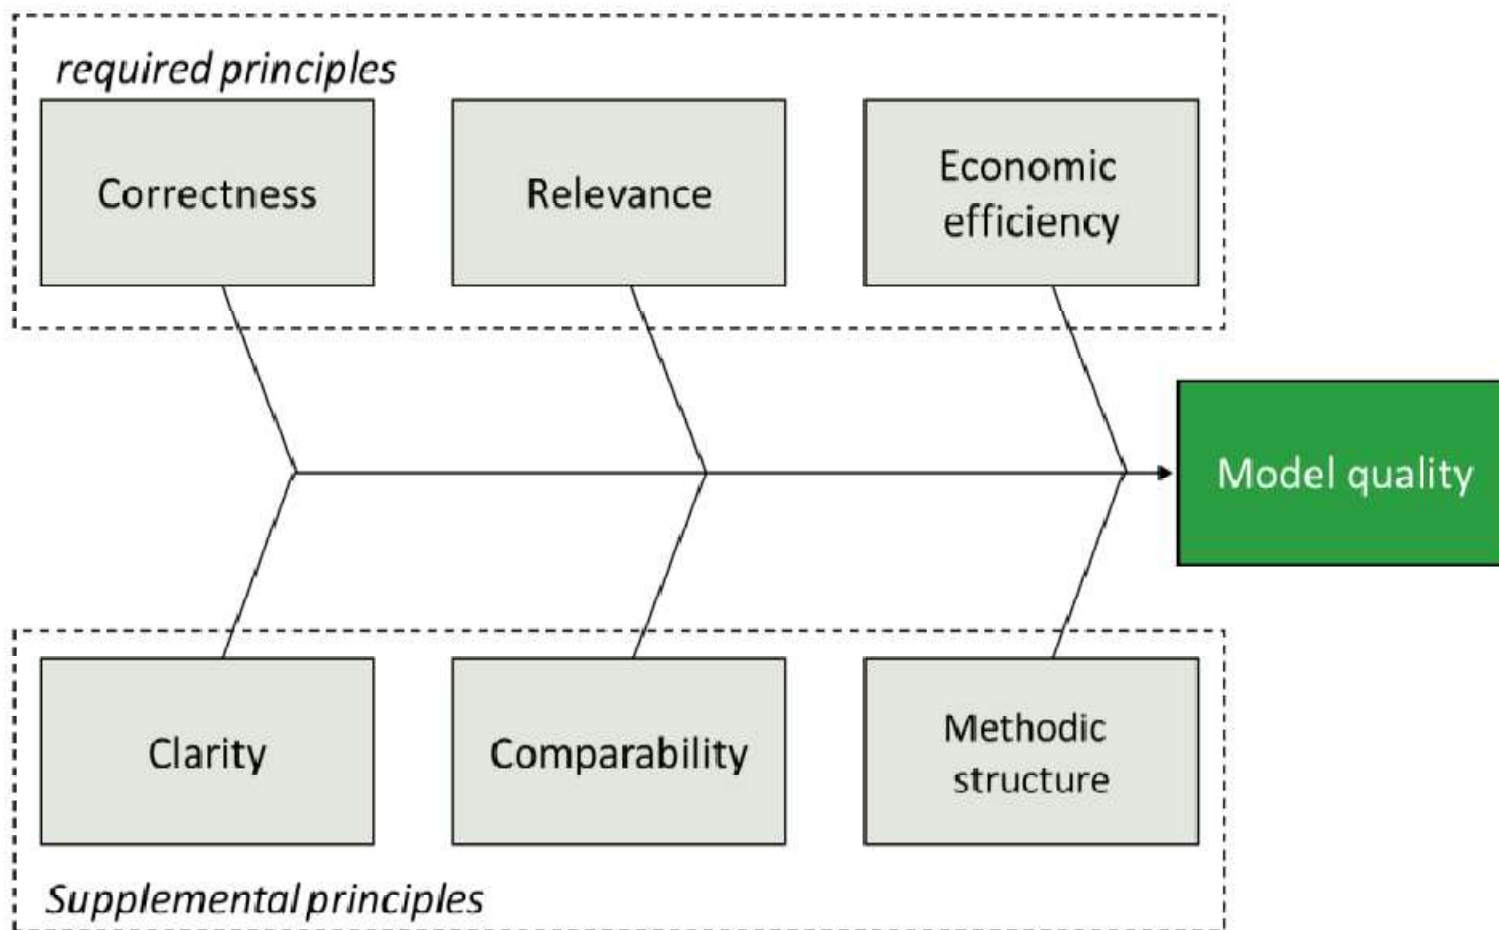 required principles
Correctness
Relevance
Economic
efficiency
Model quality
Clarity
Comparability
Methodic
structure
Supplemental principles